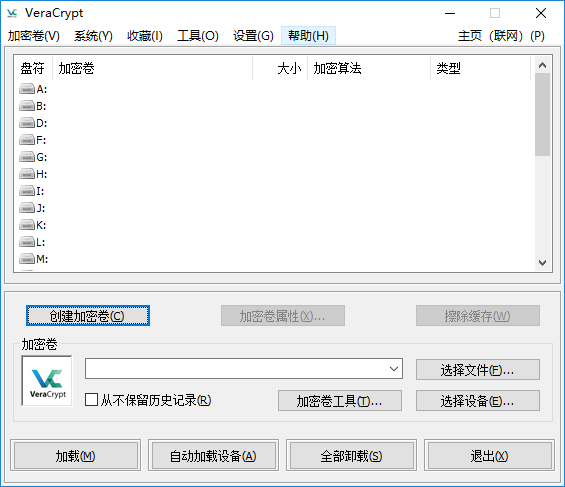 VeraCrypt
加密卷(V) 系统(Y) 收藏(I) 工具(O) 设置(G) 帮助(H) 主页（联网）(P)
盘符 加密卷 大小 加密算法 类型
A:
B:
D:
F:
G:
H:
I:
J:
K:
L:
M:
创建加密卷(C) 加密卷属性(X)... 擦除缓存(W)
加密卷
VeraCrypt
选择文件(F)...
从不保留历史记录(R) 加密卷工具(T)... 选择设备(E)...
加载(M) 自动加载设备(A) 全部卸载(S) 退出(X)